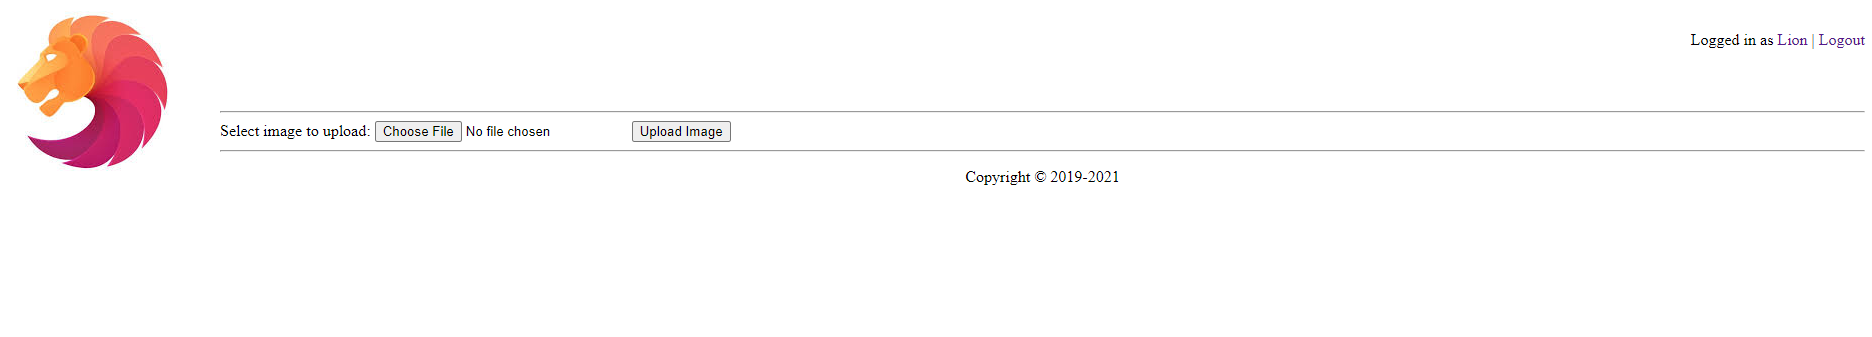 Logged in as Lion | Logout
Select image to upload: Choose File No file chosen Upload Image
Copyright © 2019-2021